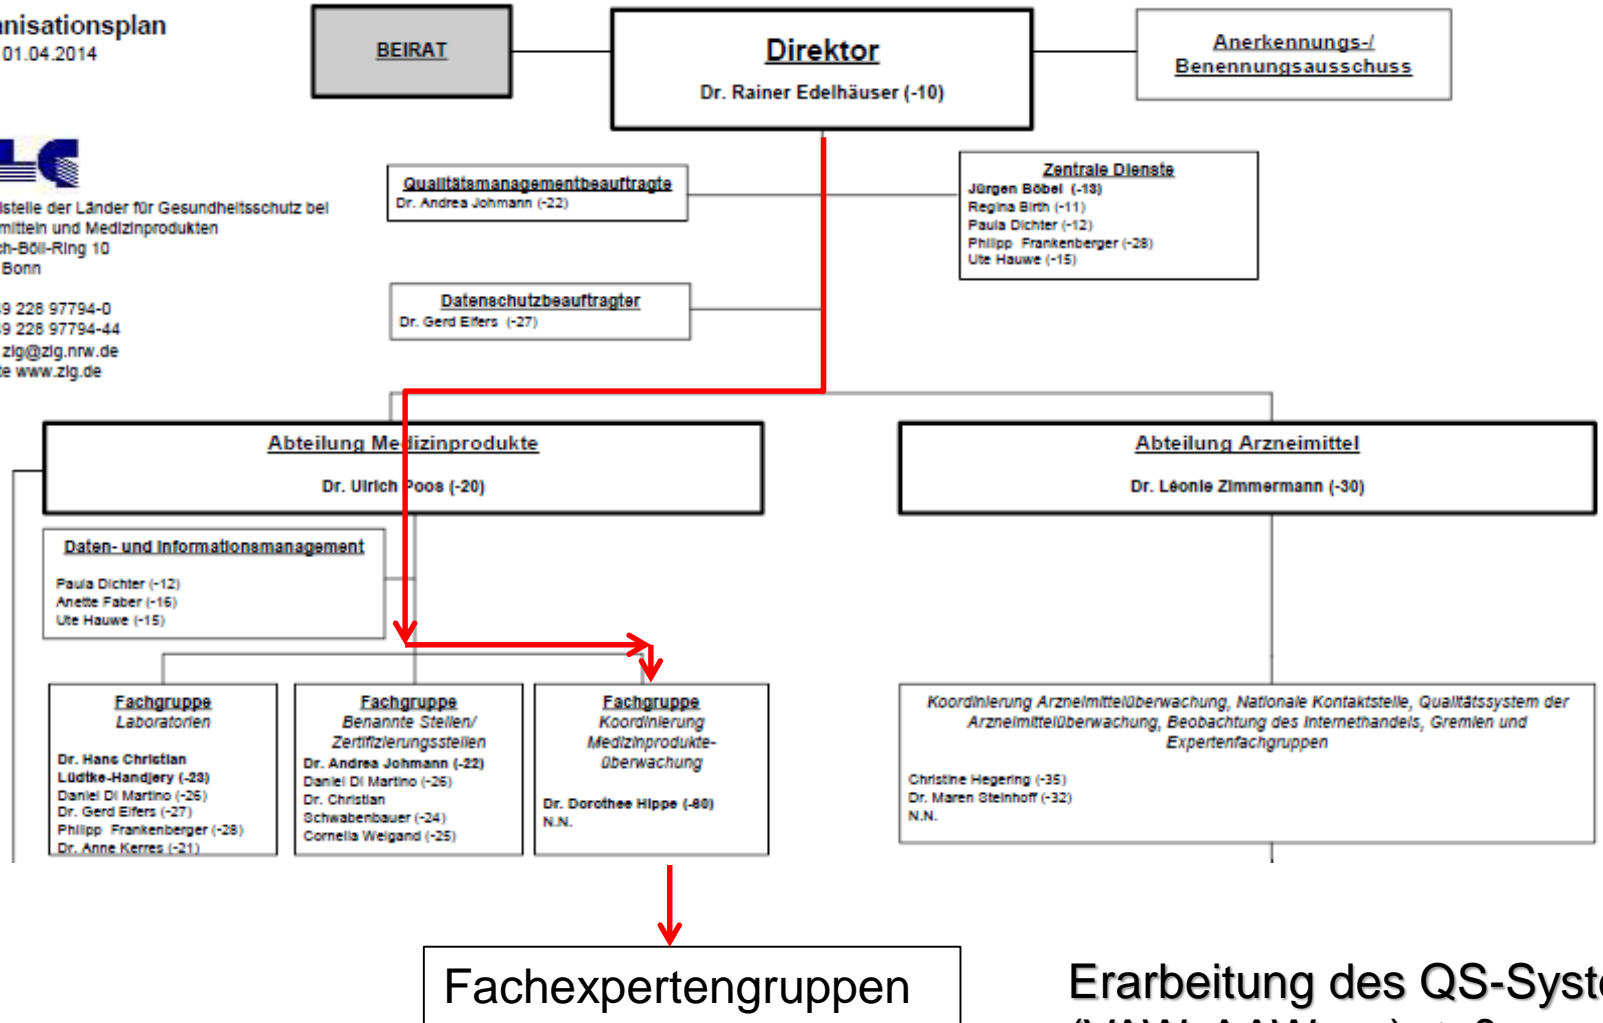 nisationsplan
01.04.2014
BEIRAT
Direktor
Dr. Rainer Edelhäuser (-10)
Anerkennungs-/
Benennungsausschuss
LG
stelle der Länder für Gesundheitsschutz bei
mitteln und Medizinprodukten
ch-Böll-Ring 10
Bonn
9 228 97794-0
9 228 97794-44
zlg@zlg.nrw.de
te www.zlg.de
Qualitätsmanagementbeauftragte
Dr. Andrea Johmann (-22)
Zentrale Dienste
Jürgen Böbel (-13)
Regina Birth (-11)
Paula Dichter (-12)
Philipp Frankenberger (-28)
Ute Hauwe (-15)
Datenschutzbeauftragter
Dr. Gerd Elfers (-27)
Abteilung Medizinprodukte
Dr. Ulrich Poos (-20)
Abteilung Arzneimittel
Dr. Léonie Zimmermann (-30)
Daten- und Informationsmanagement
Paula Dichter (-12)
Anette Faber (-16)
Ute Hauwe (-15)
Fachgruppe
Laboratorien
Dr. Hans Christian
Lüdtke-Handjery (-23)
Daniel Di Martino (-26)
Dr. Gerd Elfers (-27)
Philipp Frankenberger (-28)
Dr. Anne Kerres (-21)
Fachgruppe
Benannte Stellen/
Zertifizierungsstellen
Dr. Andrea Johmann (-22)
Daniel Di Martino (-26)
Dr. Christian
Schwabenbauer (-24)
Cornelia Weigand (-25)
Fachgruppe
Koordinierung
Medizinprodukte-
überwachung
Dr. Dorothee Hippe (-60)
N.N.
Koordinierung Arzneimittelüberwachung, Nationale Kontaktstelle, Qualitätssystem der
Arzneimittelüberwachung, Beobachtung des Internethandels, Gremien und
Expertenfachgruppen
Christine Hegering (-35)
Dr. Maren Steinhoff (-32)
N.N.
Fachexpertengruppen
Erarbeitung des QS-Syste